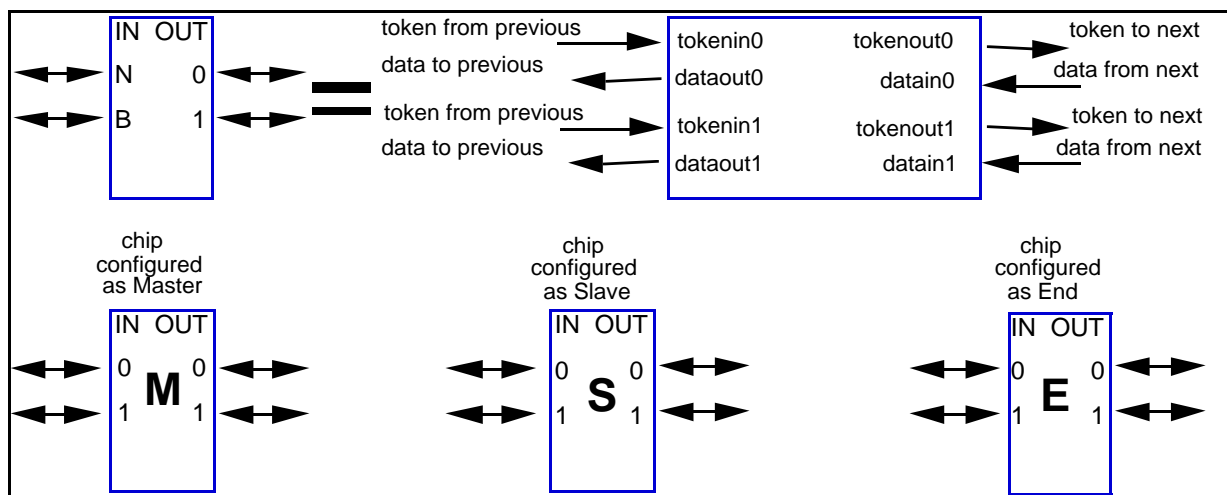 IN OUT
N 0
B 1
token from previous
data to previous
token from previous
data to previous
tokenin0 tokenout0
dataout0 datain0
tokenin1 tokenout1
dataout1 datain1
token to next
data from next
token to next
data from next
chip
configured
as Master
IN OUT
0 0
M
1 1
chip
configured
as Slave
IN OUT
0 0
S
1 1
chip
configured
as End
IN OUT
0 0
E
1 1